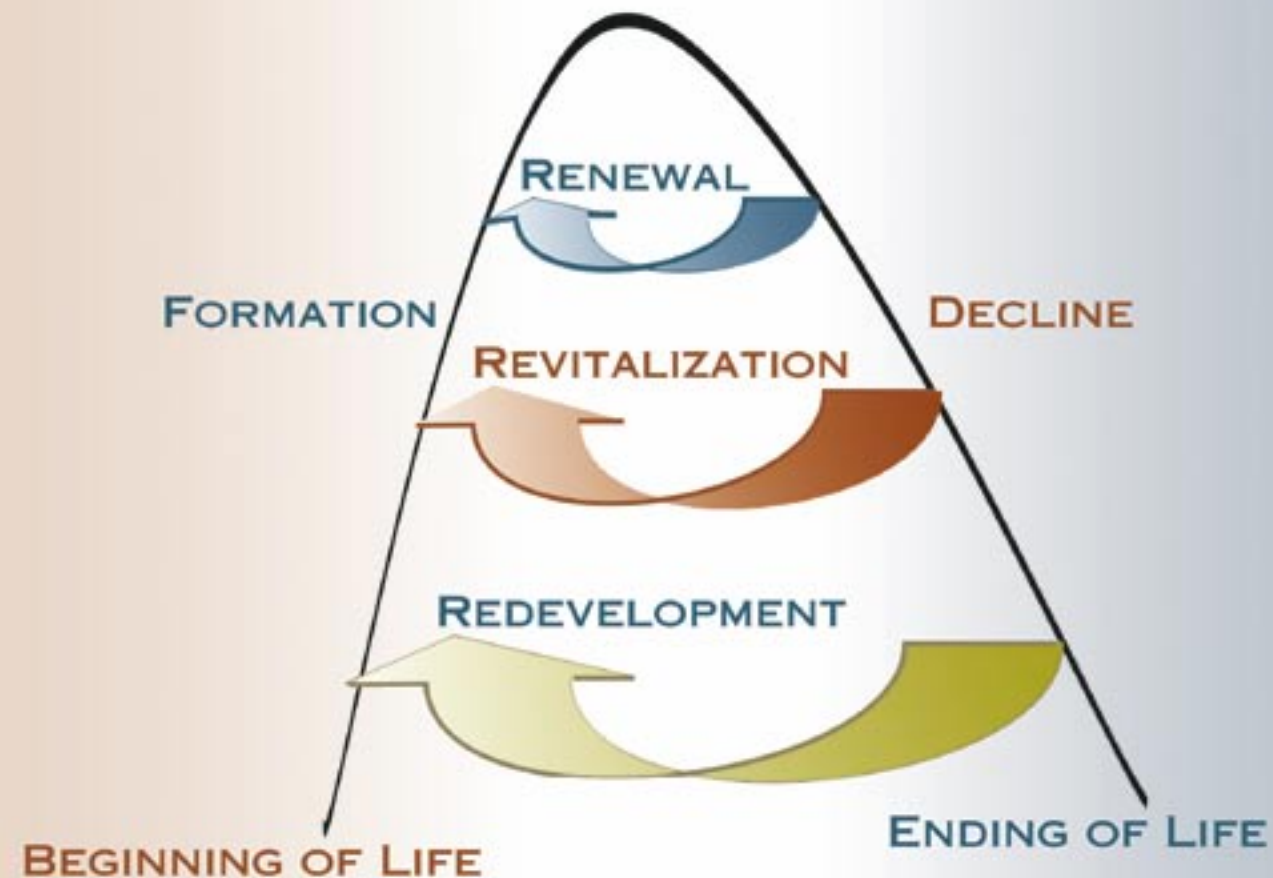 RENEWAL
FORMATION
DECLINE
REVITALIZATION
REDEVELOPMENT
ENDING OF LIFE
BEGINNING OF LIFE